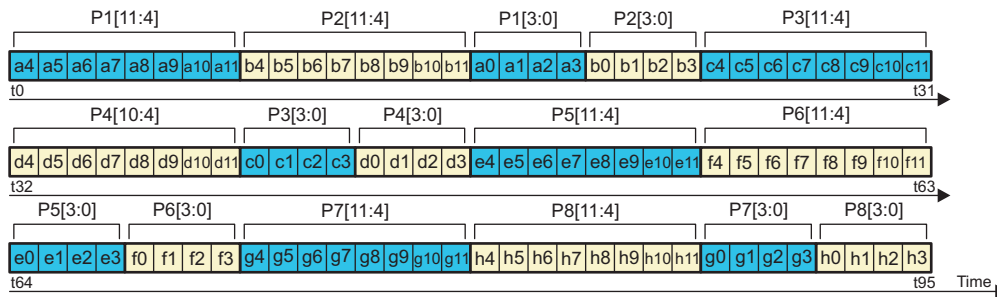 P1[11:4] P2[11:4] P1[3:0] P2[3:0] P3[11:4]
a4 a5 a6 a7 a8 a9 a10 a11 b4 b5 b6 b7 b8 b9 b10 b11 a0 a1 a2 a3 b0 b1 b2 b3 c4 c5 c6 c7 c8 c9 c10 c11
t0 t31
P4[10:4] P3[3:0] P4[3:0] P5[11:4] P6[11:4]
d4 d5 d6 d7 d8 d9 d10 d11 c0 c1 c2 c3 d0 d1 d2 d3 e4 e5 e6 e7 e8 e9 e10 e11 f4 f5 f6 f7 f8 f9 f10 f11
t32 t63
P5[3:0] P6[3:0] P7[11:4] P8[11:4] P7[3:0] P8[3:0]
e0 e1 e2 e3 f0 f1 f2 f3 g4 g5 g6 g7 g8 g9 g10 g11 h4 h5 h6 h7 h8 h9 h10 h11 g0 g1 g2 g3 h0 h1 h2 h3
t64 t95 Time